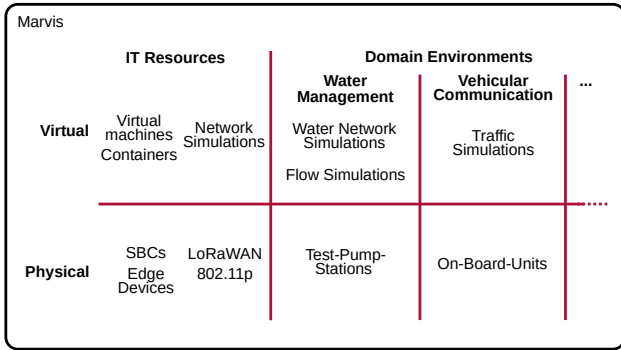 Marvis
IT Resources
Domain Environments
Water
Management
Vehicular
Communication
...
Virtual
Virtual
machines
Containers
Network
Simulations
Water Network
Simulations
Flow Simulations
Traffic
Simulations
Physical
SBCs
Edge
Devices
LoRaWAN
802.11p
Test-Pump-
Stations
On-Board-Units